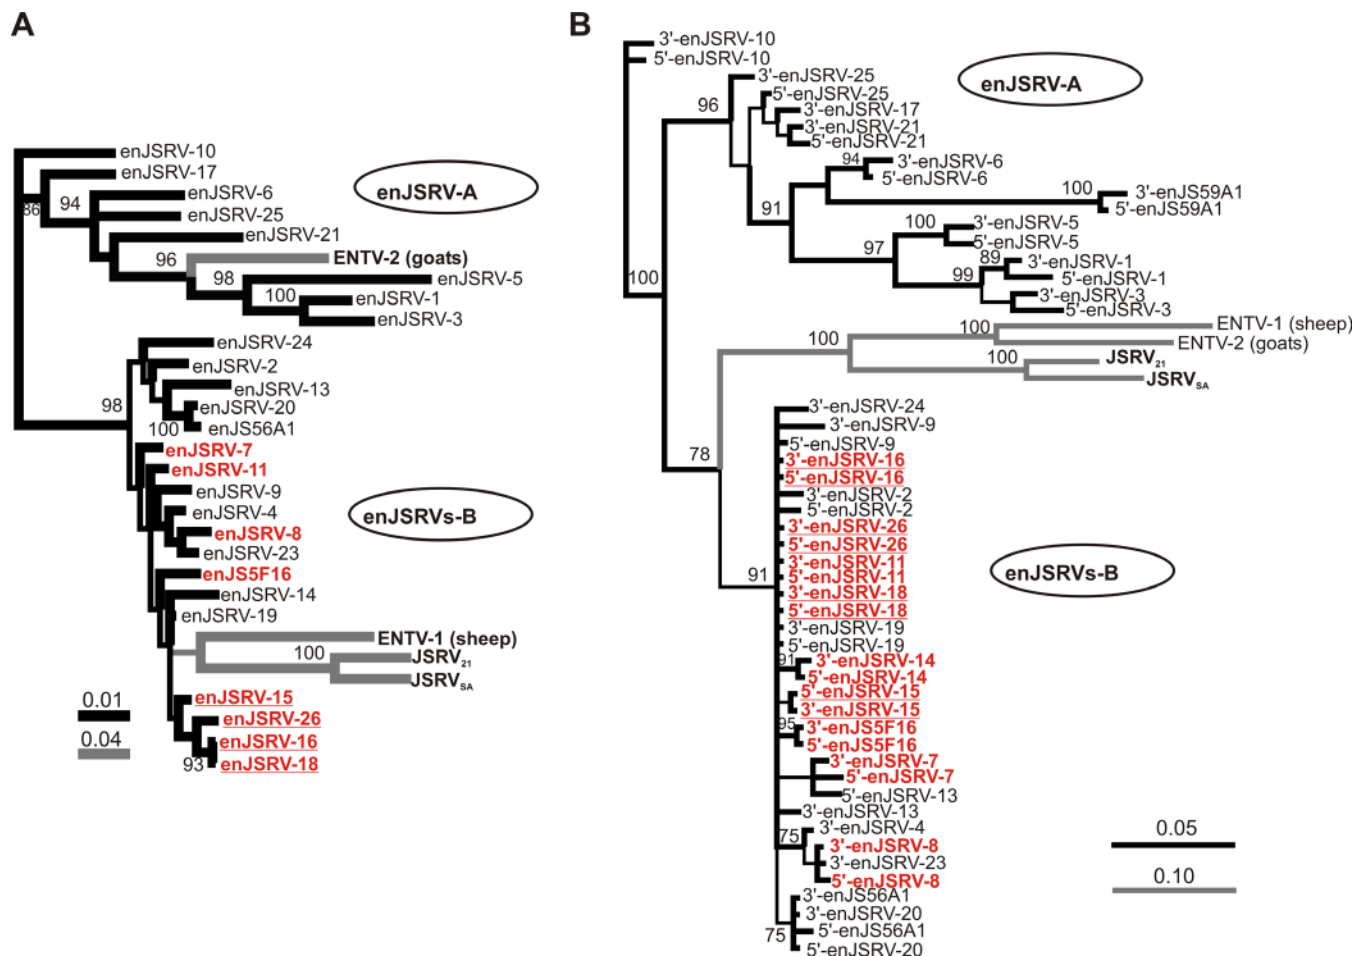 A
enJSRV-10
enJSRV-17
86
94
enJSRV-6
enJSRV-A
enJSRV-25
enJSRV-21
96
ENTV-2 (goats)
98
enJSRV-5
100
enJSRV-1
enJSRV-3
enJSRV-24
enJSRV-2
enJSRV-13
98
enJSRV-20
100
enJS56A1
enJSRV-7
enJSRV-11
enJSRV-9
enJSRV-4
enJSRVs-B
enJSRV-8
enJSRV-23
enJS5F16
enJSRV-14
enJSRV-19
ENTV-1 (sheep)
100
JSRV21
JSRVSA
0.01
enJSRV-15
enJSRV-26
0.04
enJSRV-16
93
enJSRV-18
B
3'-enJSRV-10
5'-enJSRV-10
3'-enJSRV-25
enJSRV-A
5'-enJSRV-25
96
3'-enJSRV-17
3'-enJSRV-21
5'-enJSRV-21
94
3'-enJSRV-6
5'-enJSRV-6
100
3'-enJS59A1
5'-enJS59A1
91
100
3'-enJSRV-5
5'-enJSRV-5
97
89
3'-enJSRV-1
99
5'-enJSRV-1
100
3'-enJSRV-3
5'-enJSRV-3
100
ENTV-1 (sheep)
100
ENTV-2 (goats)
100
JSRV21
JSRVSA
3'-enJSRV-24
3'-enJSRV-9
5'-enJSRV-9
78
3'-enJSRV-16
5'-enJSRV-16
3'-enJSRV-2
5'-enJSRV-2
3'-enJSRV-26
5'-enJSRV-26
3'-enJSRV-11
91
5'-enJSRV-11
enJSRVs-B
3'-enJSRV-18
5'-enJSRV-18
3'-enJSRV-19
5'-enJSRV-19
91
3'-enJSRV-14
5'-enJSRV-14
5'-enJSRV-15
3'-enJSRV-15
95
3'-enJS5F16
5'-enJS5F16
3'-enJSRV-7
5'-enJSRV-7
5'-enJSRV-13
3'-enJSRV-13
75
3'-enJSRV-4
0.05
3'-enJSRV-8
3'-enJSRV-23
0.10
5'-enJSRV-8
3'-enJS56A1
3'-enJSRV-20
75
5'-enJS56A1
5'-enJSRV-20